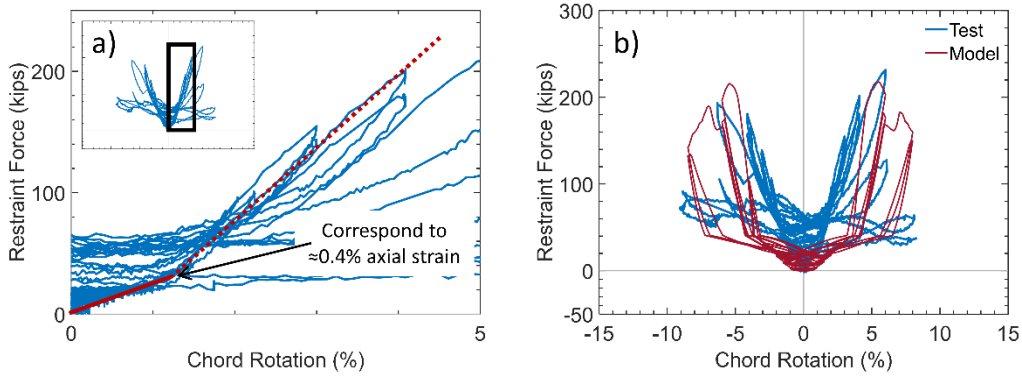 a)
Restraint Force (kips)
200
100
0
Correspond to
≈0.4% axial strain
0
5
Chord Rotation (%)
b)
Test
Model
Restraint Force (kips)
300
200
100
0
-50
-15
-10
-5
0
5
10
15
Chord Rotation (%)